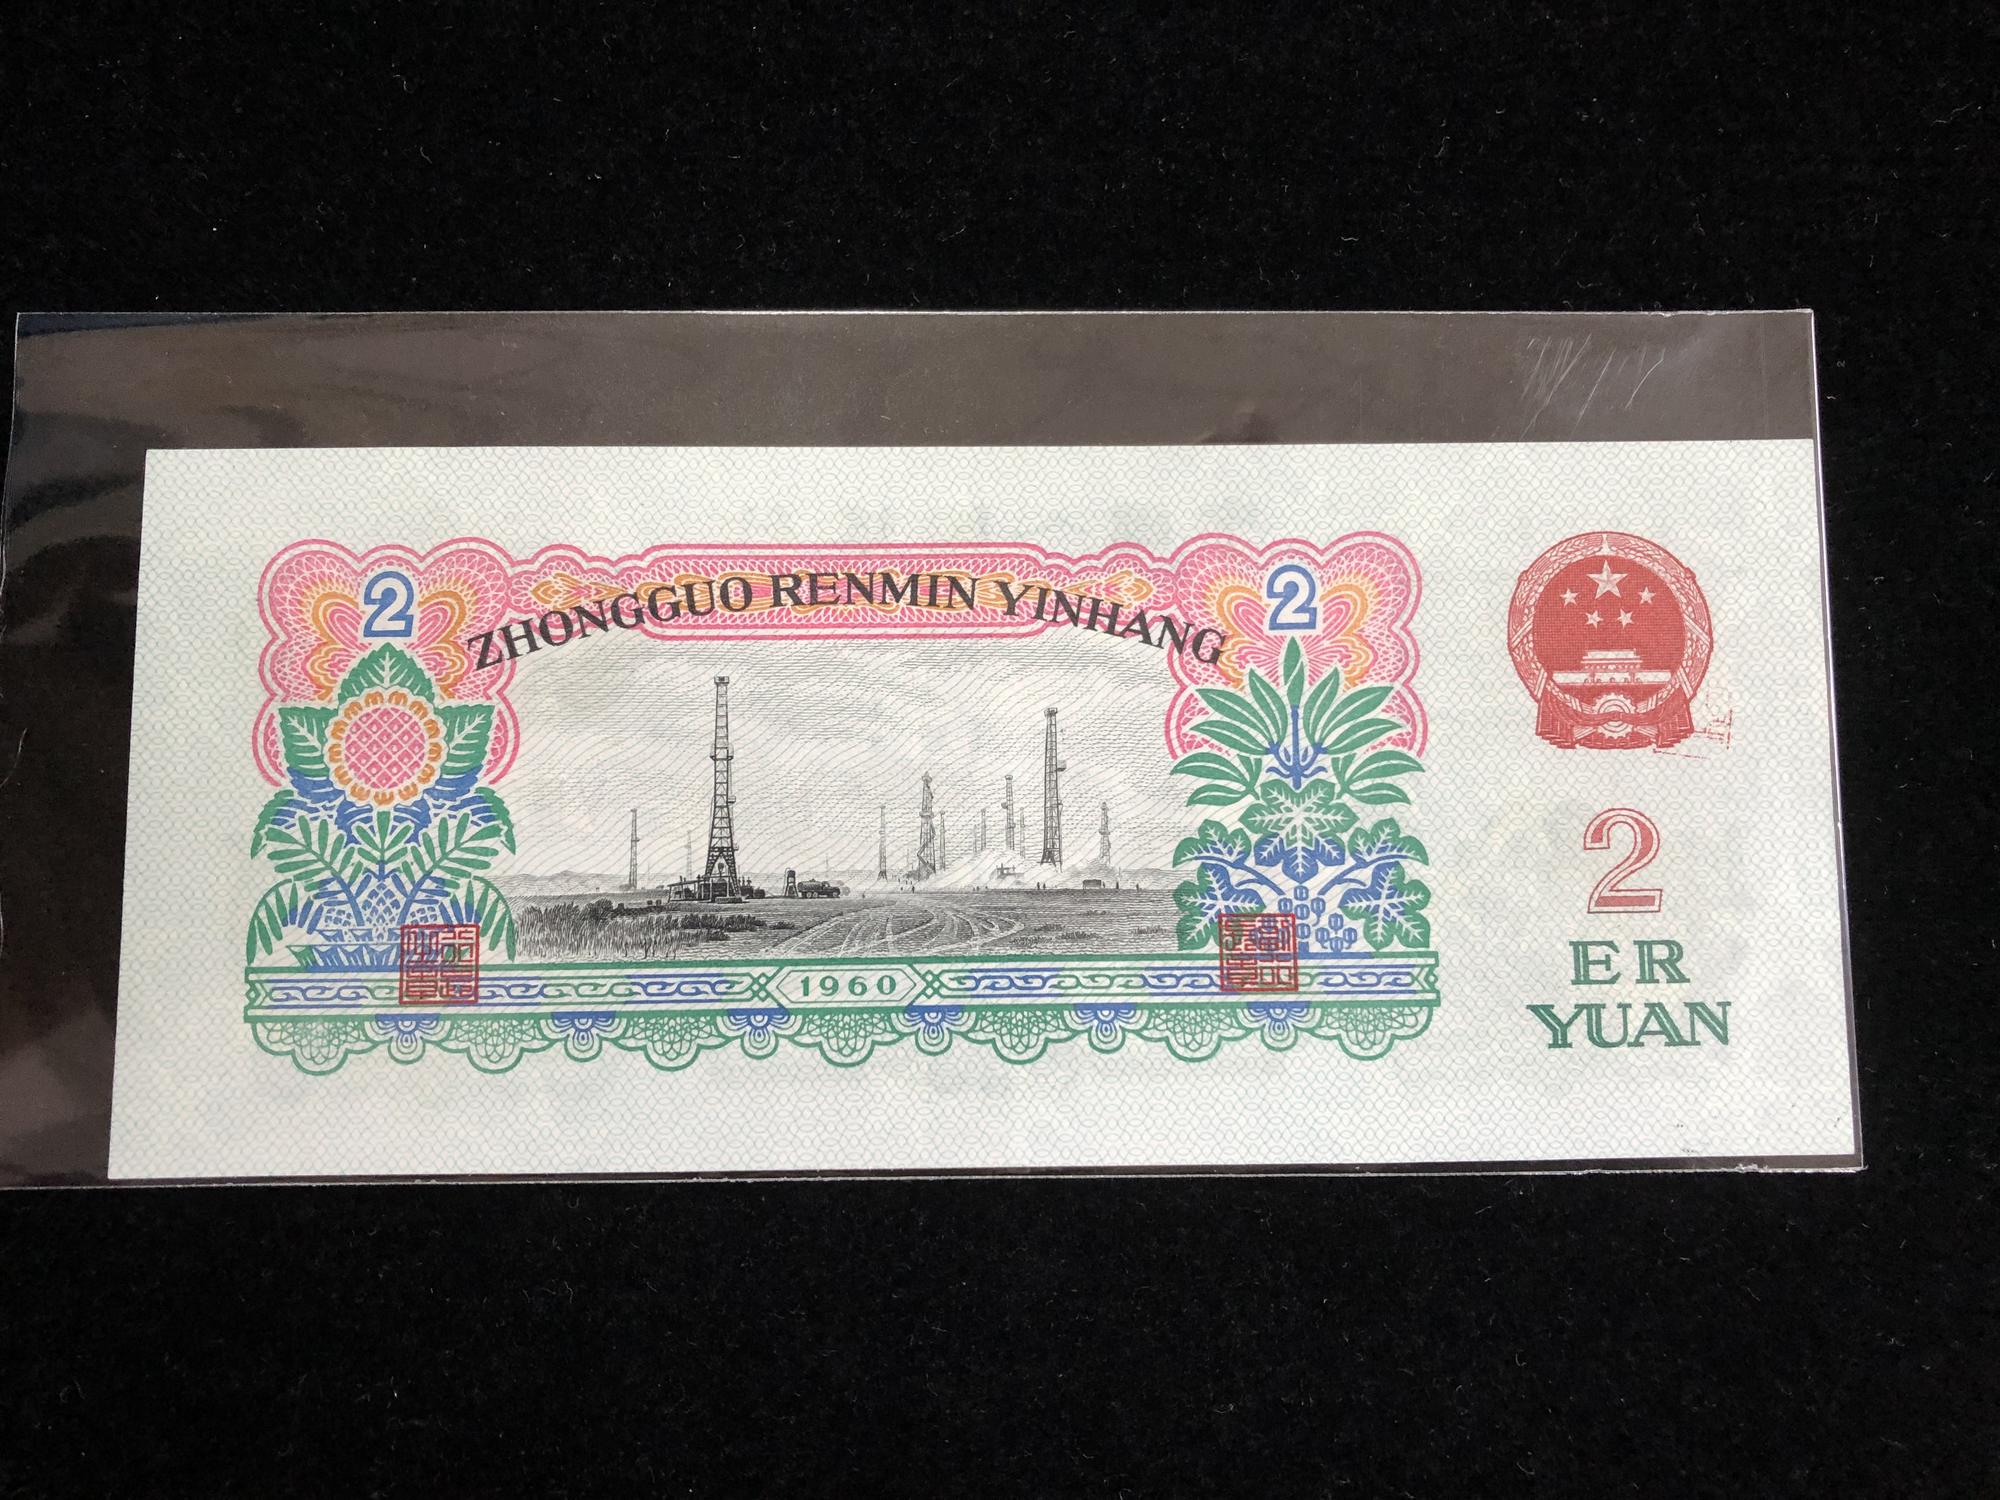 2
ZHONGGUO RENMIN YINHANG
2
1960
2
ER
YUAN